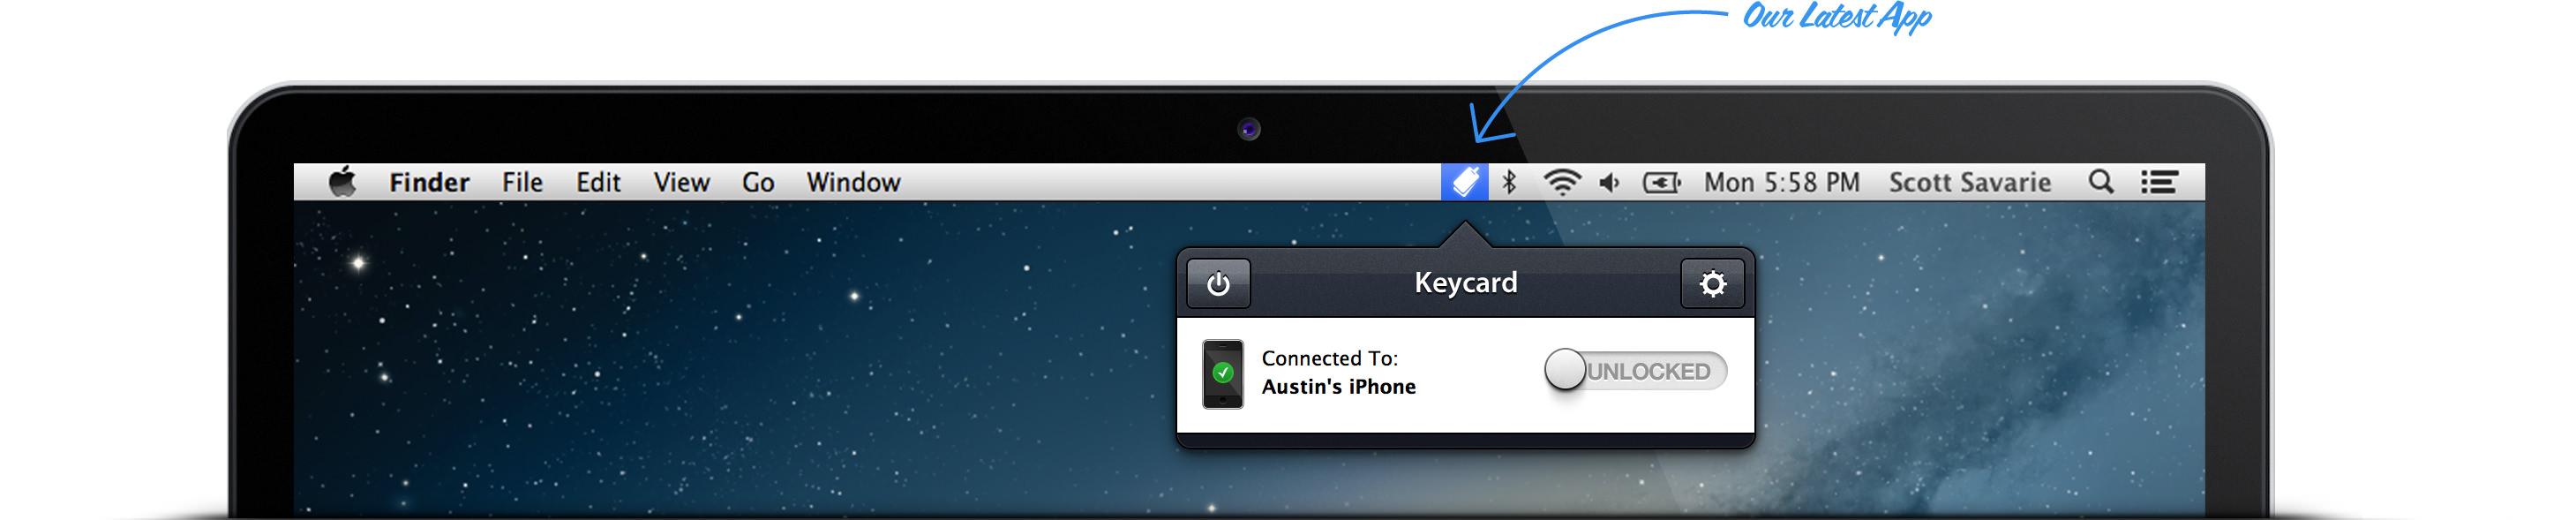 Our Latest App
Finder File Edit View Go Window Mon 5:58 PM Scott Savarie
Keycard
Connected To:
Austin's iPhone
UNLOCKED